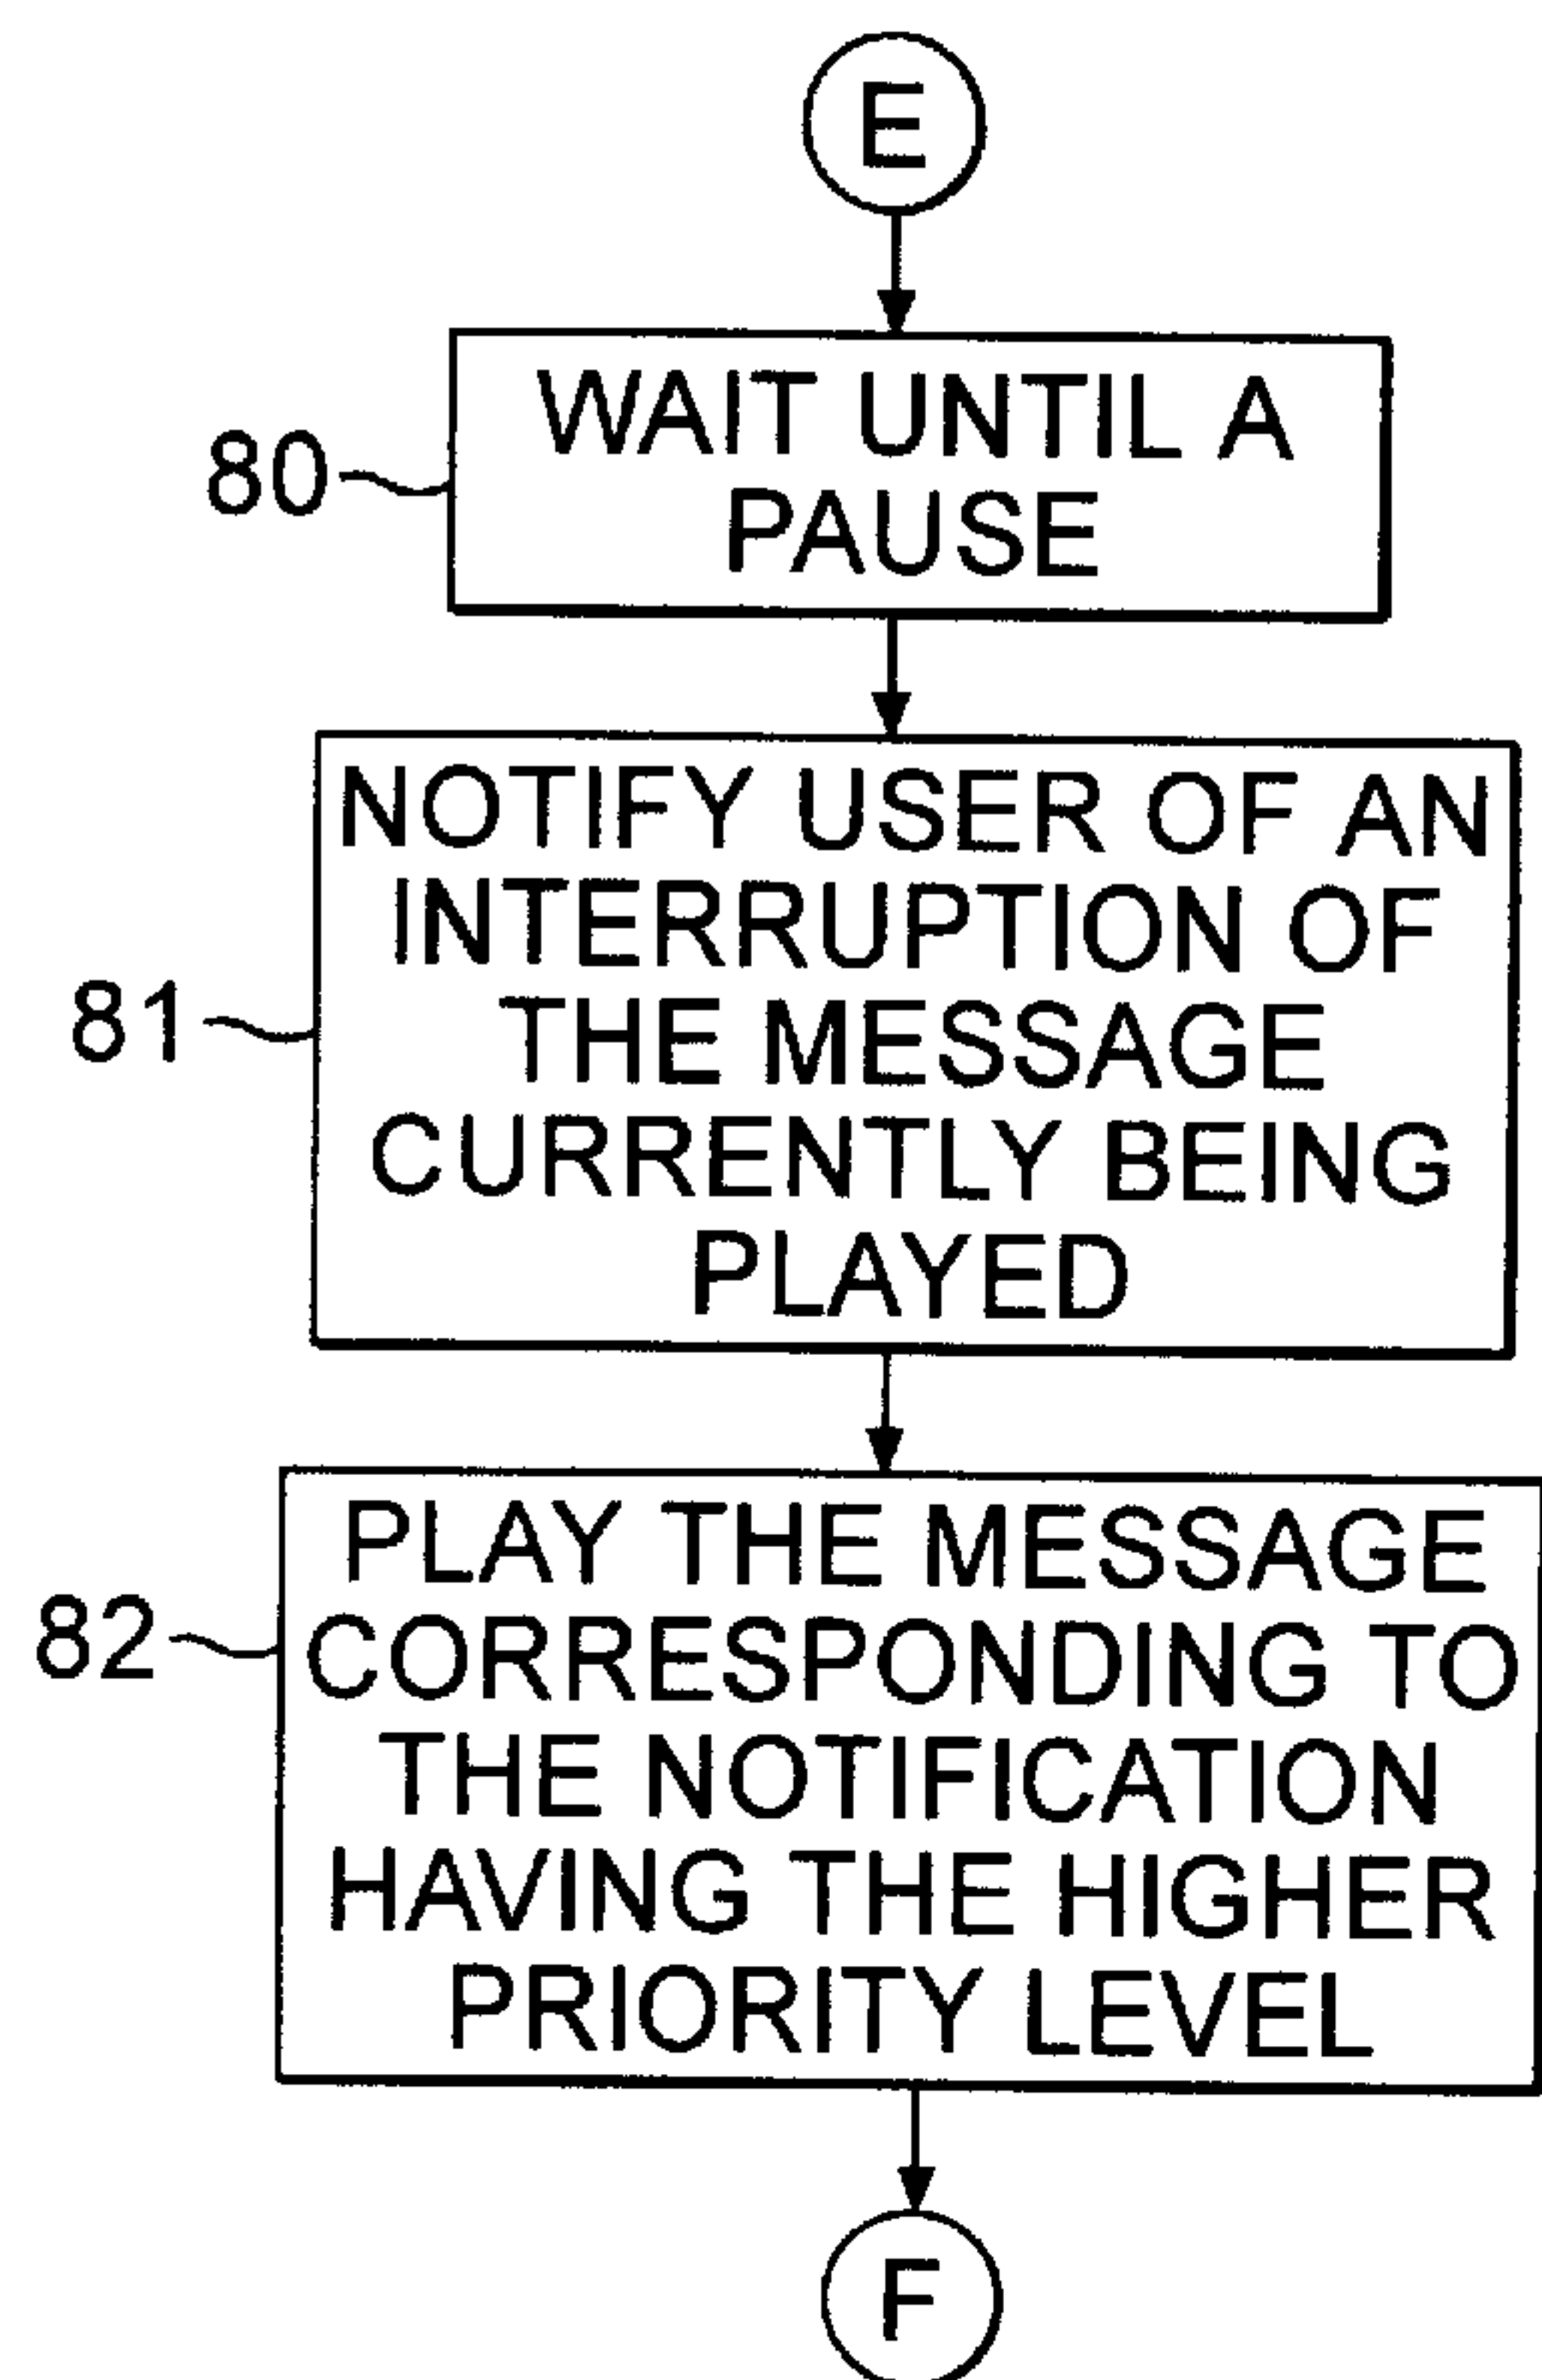 E
80
WAIT UNTIL A
PAUSE
81
NOTIFY USER OF AN
INTERRUPTION OF
THE MESSAGE
CURRENTLY BEING
PLAYED
82
PLAY THE MESSAGE
CORRESPONDING TO
THE NOTIFICATION
HAVING THE HIGHER
PRIORITY LEVEL
F